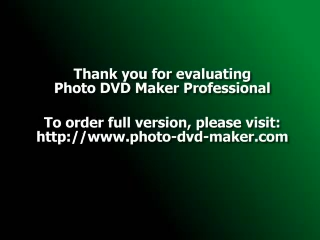 Thank you for evaluating
Photo DVD Maker Professional
To order full version, please visit:
http://www.photo-dvd-maker.com